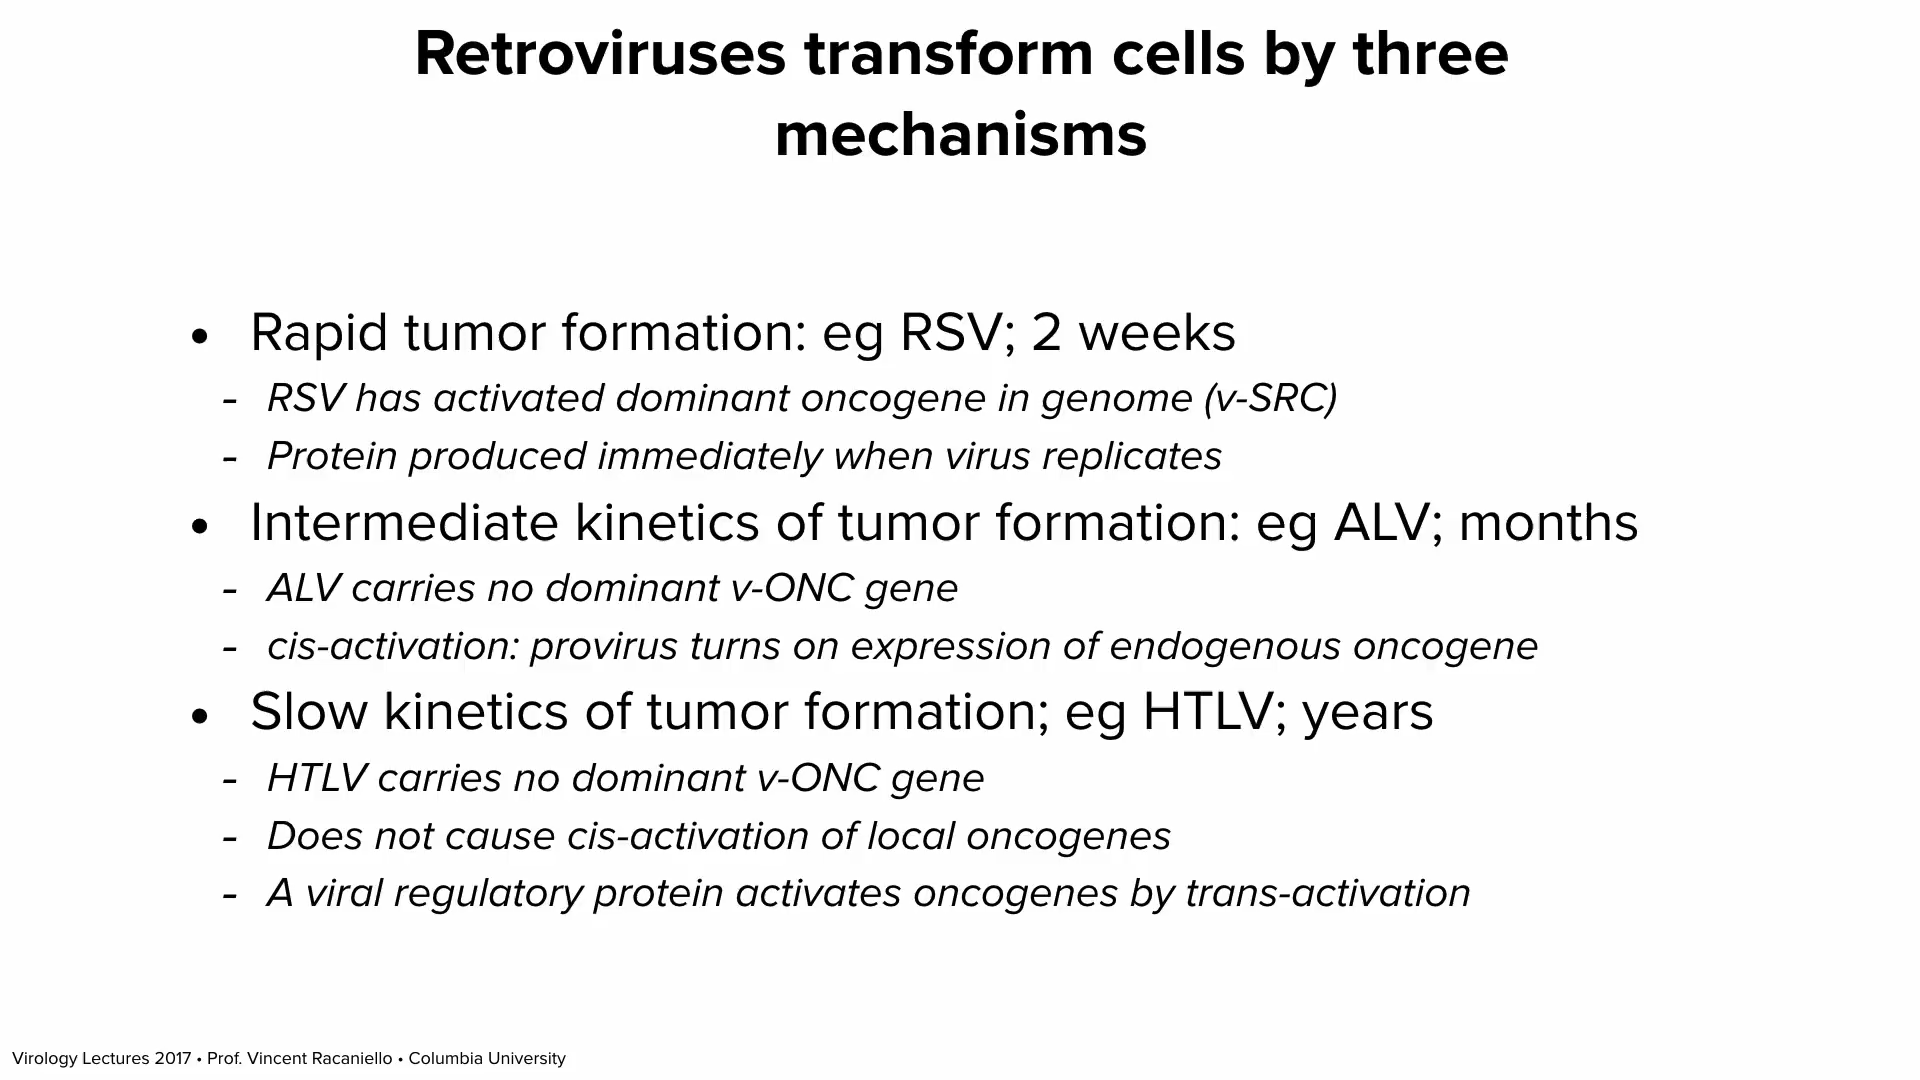 Retroviruses transform cells by three
mechanisms
• Rapid tumor formation: eg RSV; 2 weeks
- RSV has activated dominant oncogene in genome (v-SRC)
- Protein produced immediately when virus replicates
• Intermediate kinetics of tumor formation: eg ALV; months
- ALV carries no dominant v-ONC gene
- cis-activation: provirus turns on expression of endogenous oncogene
• Slow kinetics of tumor formation; eg HTLV; years
- HTLV carries no dominant v-ONC gene
- Does not cause cis-activation of local oncogenes
- A viral regulatory protein activates oncogenes by trans-activation
Virology Lectures 2017 • Prof. Vincent Racaniello • Columbia University